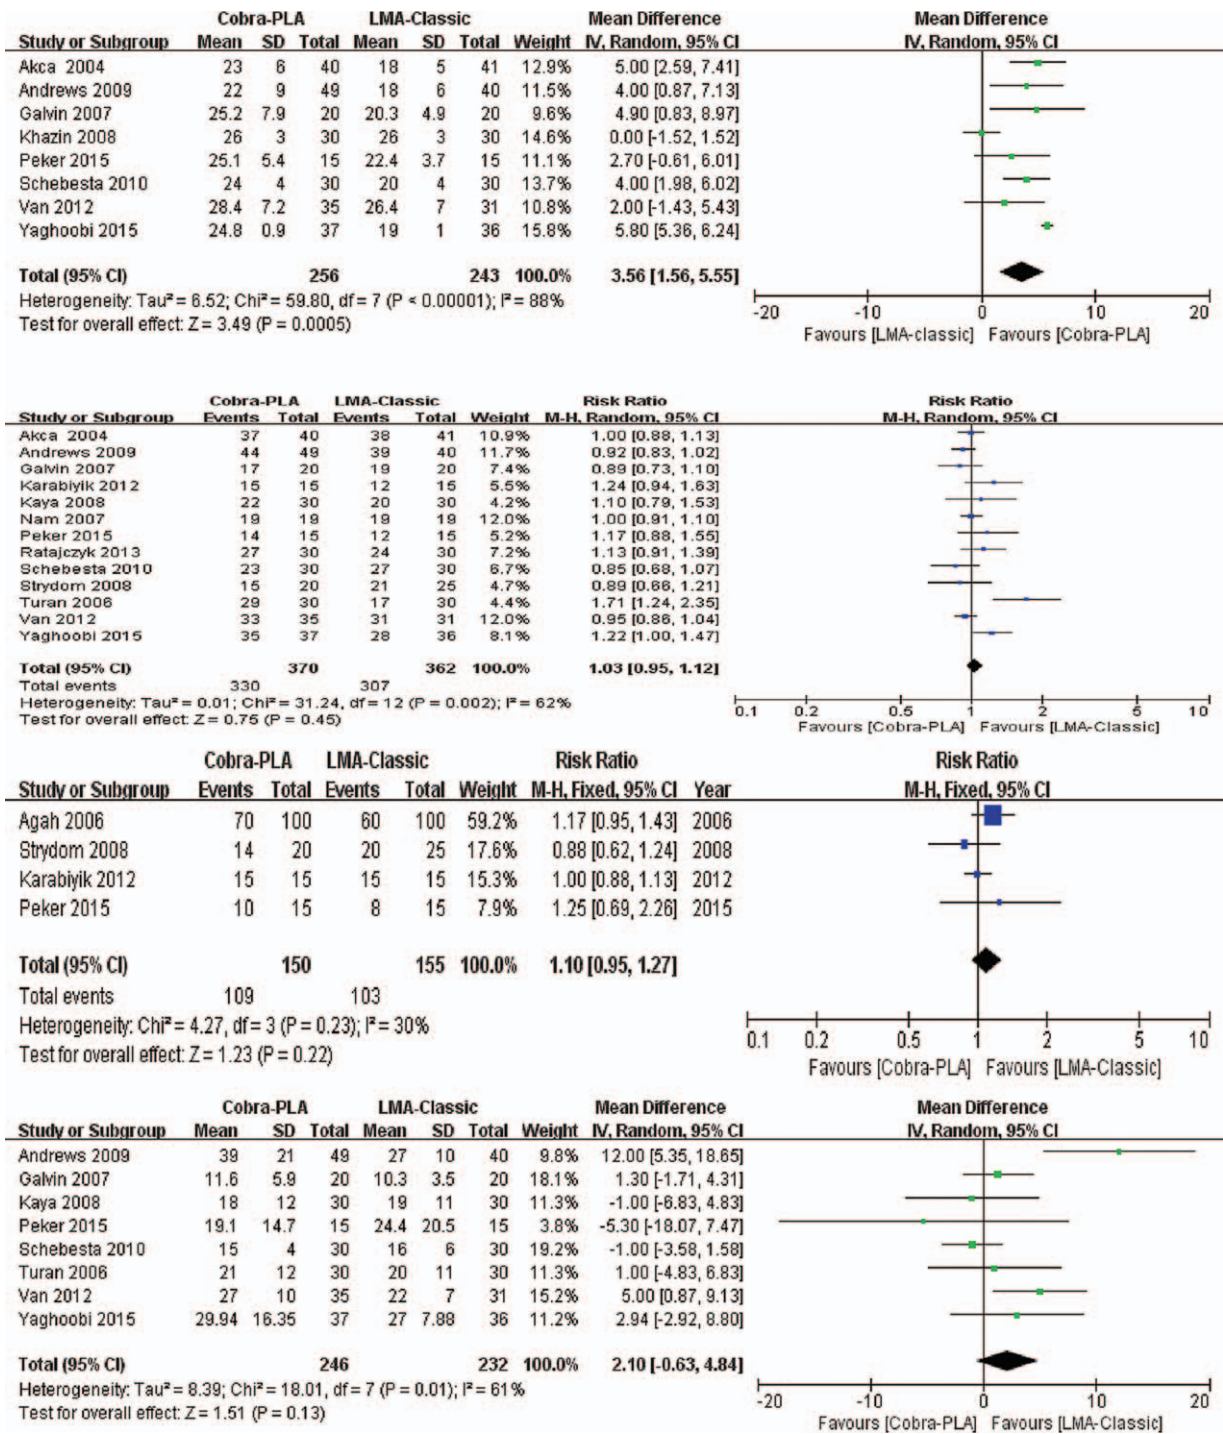 Cobra-PLA LMA-Classic Mean Difference Mean Difference
Study or Subgroup Mean SD Total Mean SD Total Weight IV, Random, 95% CI IV, Random, 95% CI
Akca 2004 23 6 40 18 5 41 12.9% 5.00 [2.59, 7.41]
Andrews 2009 22 9 49 18 6 40 11.5% 4.00 [0.87, 7.13]
Galvin 2007 25.2 7.9 20 20.3 4.9 20 9.6% 4.90 [0.83, 8.97]
Khazin 2008 26 3 30 26 3 30 14.6% 0.00 [-1.52, 1.52]
Peker 2015 25.1 5.4 15 22.4 3.7 15 11.1% 2.70 [-0.61, 6.01]
Schebesta 2010 24 4 30 20 4 30 13.7% 4.00 [1.98, 6.02]
Van 2012 28.4 7.2 35 26.4 7 31 10.8% 2.00 [-1.43, 5.43]
Yaghoobi 2015 24.8 0.9 37 19 1 36 15.8% 5.80 [5.36, 6.24]
Total (95% CI) 256 243 100.0% 3.56 [1.56, 5.55]
Heterogeneity: Tau² = 6.52; Chi² = 59.80, df = 7 (P < 0.00001); I² = 88%
Test for overall effect: Z = 3.49 (P = 0.0005)
-20 -10 0 10 20
Favours [LMA-classic] Favours [Cobra-PLA]
Cobra-PLA LMA-Classic Risk Ratio Risk Ratio
Study or Subgroup Events Total Events Total Weight M-H, Random, 95% CI M-H, Random, 95% CI
Akca 2004 37 40 38 41 10.9% 1.00 [0.88, 1.13]
Andrews 2009 44 49 39 40 11.7% 0.92 [0.83, 1.02]
Galvin 2007 17 20 19 20 7.4% 0.89 [0.73, 1.10]
Karabiyik 2012 15 15 12 15 5.5% 1.24 [0.94, 1.63]
Kaya 2008 22 30 20 30 4.2% 1.10 [0.79, 1.53]
Nam 2007 19 19 19 19 12.0% 1.00 [0.91, 1.10]
Peker 2015 14 15 12 15 5.2% 1.17 [0.88, 1.55]
Ratajczyk 2013 27 30 24 30 7.2% 1.13 [0.91, 1.39]
Schebesta 2010 23 30 27 30 6.7% 0.85 [0.68, 1.07]
Strydom 2008 15 20 21 25 4.7% 0.89 [0.66, 1.21]
Turan 2006 29 30 17 30 4.4% 1.71 [1.24, 2.35]
Van 2012 33 35 31 31 12.0% 0.95 [0.86, 1.04]
Yaghoobi 2015 35 37 28 36 8.1% 1.22 [1.00, 1.47]
Total (95% CI) 370 362 100.0% 1.03 [0.95, 1.12]
Total events 330 307
Heterogeneity: Tau² = 0.01; Chi² = 31.24, df = 12 (P = 0.002); I² = 62%
Test for overall effect: Z = 0.75 (P = 0.45)
0.1 0.2 0.5 1 2 5 10
Favours [Cobra-PLA] Favours [LMA-Classic]
Cobra-PLA LMA-Classic Risk Ratio Risk Ratio
Study or Subgroup Events Total Events Total Weight M-H, Fixed, 95% CI Year M-H, Fixed, 95% CI
Agah 2006 70 100 60 100 59.2% 1.17 [0.95, 1.43] 2006
Strydom 2008 14 20 20 25 17.6% 0.88 [0.62, 1.24] 2008
Karabiyik 2012 15 15 15 15 15.3% 1.00 [0.88, 1.13] 2012
Peker 2015 10 15 8 15 7.9% 1.25 [0.69, 2.26] 2015
Total (95% CI) 150 155 100.0% 1.10 [0.95, 1.27]
Total events 109 103
Heterogeneity: Chi² = 4.27, df = 3 (P = 0.23); I² = 30%
Test for overall effect: Z = 1.23 (P = 0.22)
0.1 0.2 0.5 1 2 5 10
Favours [Cobra-PLA] Favours [LMA-Classic]
Cobra-PLA LMA-Classic Mean Difference Mean Difference
Study or Subgroup Mean SD Total Mean SD Total Weight IV, Random, 95% CI IV, Random, 95% CI
Andrews 2009 39 21 49 27 10 40 9.8% 12.00 [5.35, 18.65]
Galvin 2007 11.6 5.9 20 10.3 3.5 20 18.1% 1.30 [-1.71, 4.31]
Kaya 2008 18 12 30 19 11 30 11.3% -1.00 [-6.83, 4.83]
Peker 2015 19.1 14.7 15 24.4 20.5 15 3.8% -5.30 [-18.07, 7.47]
Schebesta 2010 15 4 30 16 6 30 19.2% -1.00 [-3.58, 1.58]
Turan 2006 21 12 30 20 11 30 11.3% 1.00 [-4.83, 6.83]
Van 2012 27 10 35 22 7 31 15.2% 5.00 [0.87, 9.13]
Yaghoobi 2015 29.94 16.35 37 27 7.88 36 11.2% 2.94 [-2.92, 8.80]
Total (95% CI) 246 232 100.0% 2.10 [-0.63, 4.84]
Heterogeneity: Tau² = 8.39; Chi² = 18.01, df = 7 (P = 0.01); I² = 61%
Test for overall effect: Z = 1.51 (P = 0.13)
-20 -10 0 10 20
Favours [Cobra-PLA] Favours [LMA-Classic]